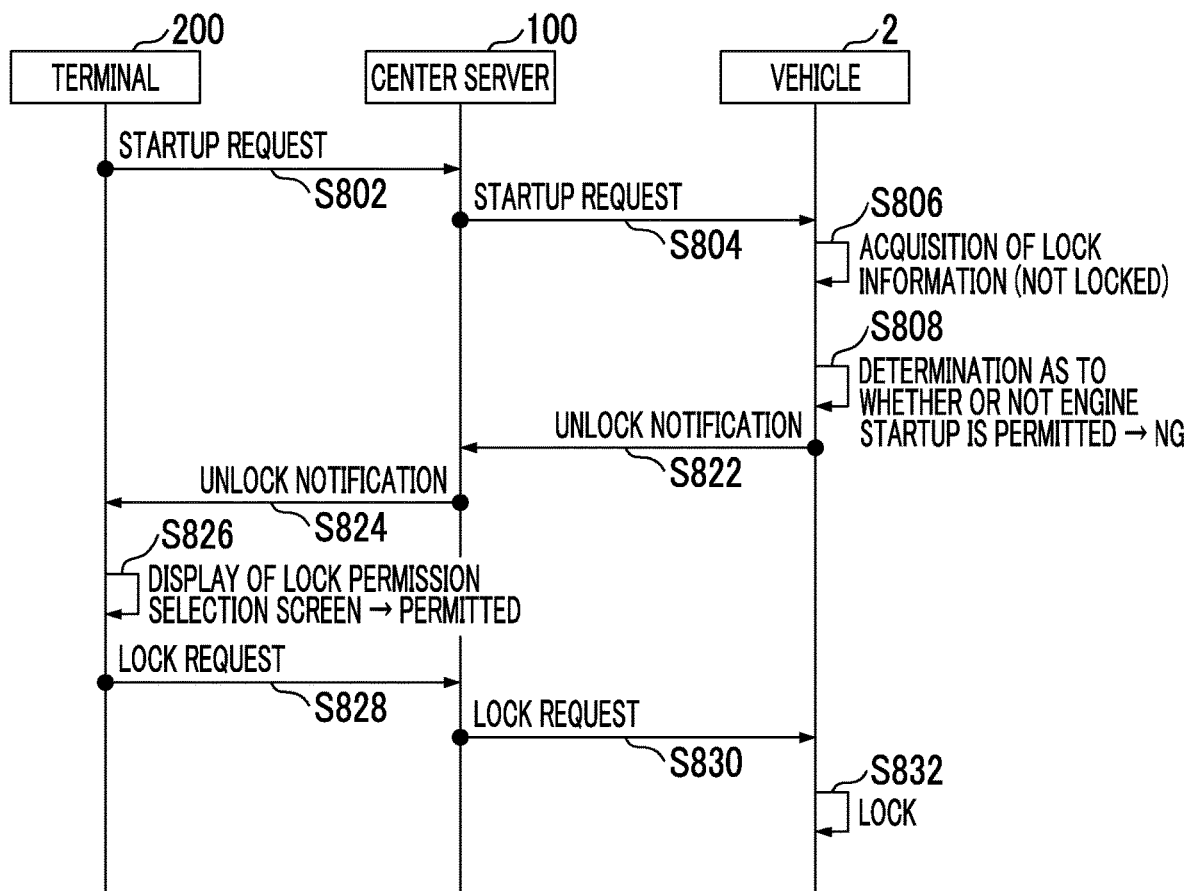 200
100
2
TERMINAL
CENTER SERVER
VEHICLE
STARTUP REQUEST
S802
STARTUP REQUEST
S804
S806
ACQUISITION OF LOCK
INFORMATION (NOT LOCKED)
S808
DETERMINATION AS TO
WHETHER OR NOT ENGINE
STARTUP IS PERMITTED → NG
UNLOCK NOTIFICATION
S822
UNLOCK NOTIFICATION
S824
S826
DISPLAY OF LOCK PERMISSION
SELECTION SCREEN → PERMITTED
LOCK REQUEST
S828
LOCK REQUEST
S830
S832
LOCK